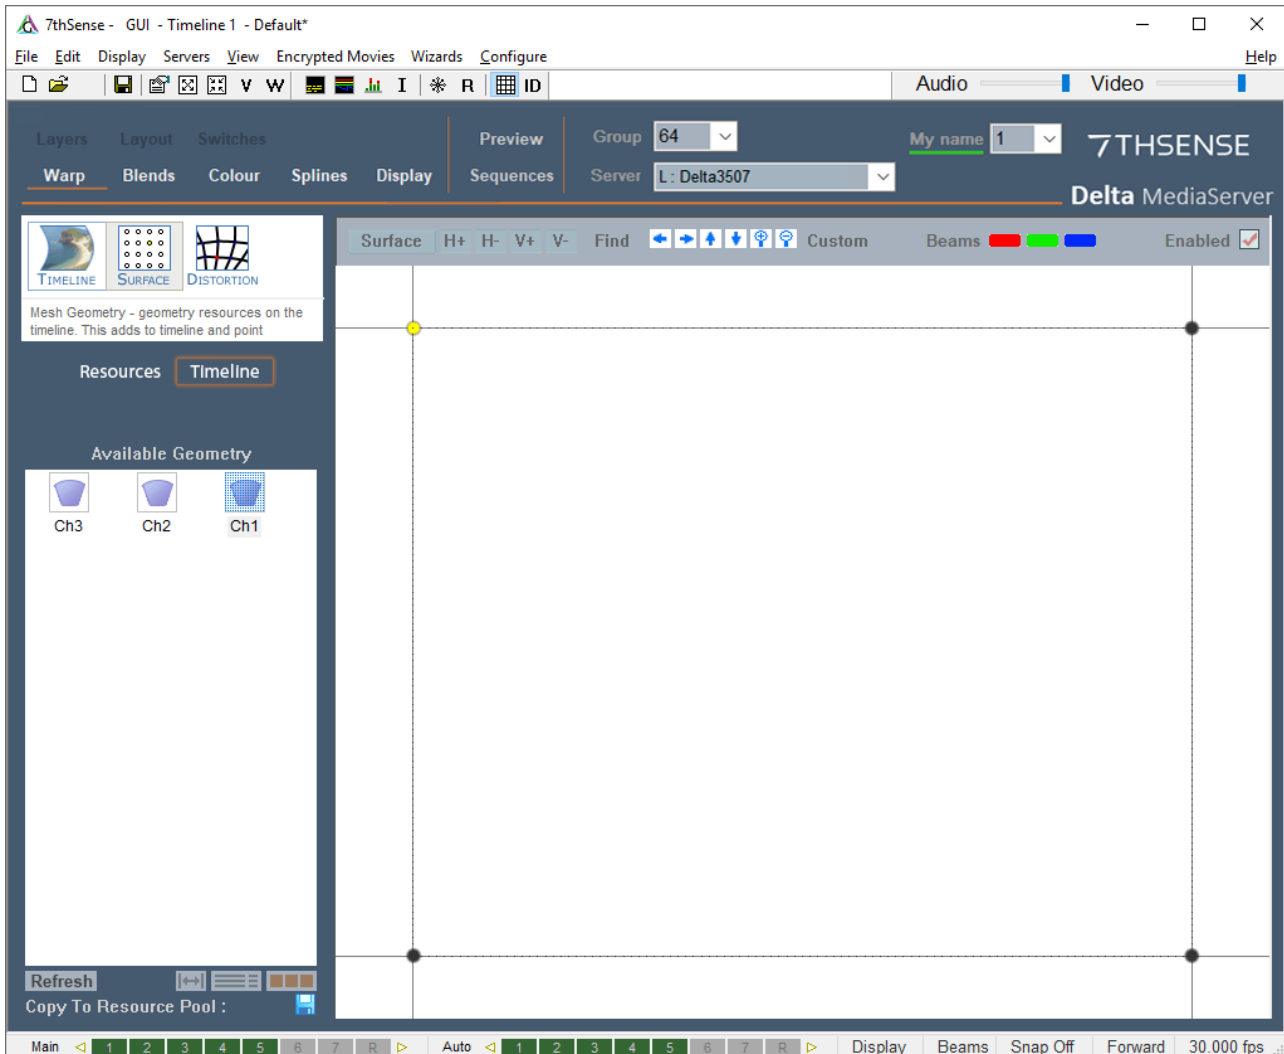 7thSense - GUI - Timeline 1 - Default*
File Edit Display Servers View Encrypted Movies Wizards Configure Help
V W I R ID Audio Video
Layers Layout Switches Preview Group 64 My name 1 7THSENSE
Warp Blends Colour Splines Display Sequences Server L : Delta3507
Delta MediaServer
TIMELINE SURFACE DISTORTION
Surface H+ H- V+ V- Find Custom Beams Enabled
Mesh Geometry - geometry resources on the
timeline. This adds to timeline and point
Resources Timeline
Available Geometry
Ch3 Ch2 Ch1
Refresh
Copy To Resource Pool :
Main 1 2 3 4 5 6 7 R Auto 1 2 3 4 5 6 7 R Display Beams Snap Off Forward 30.000 fps